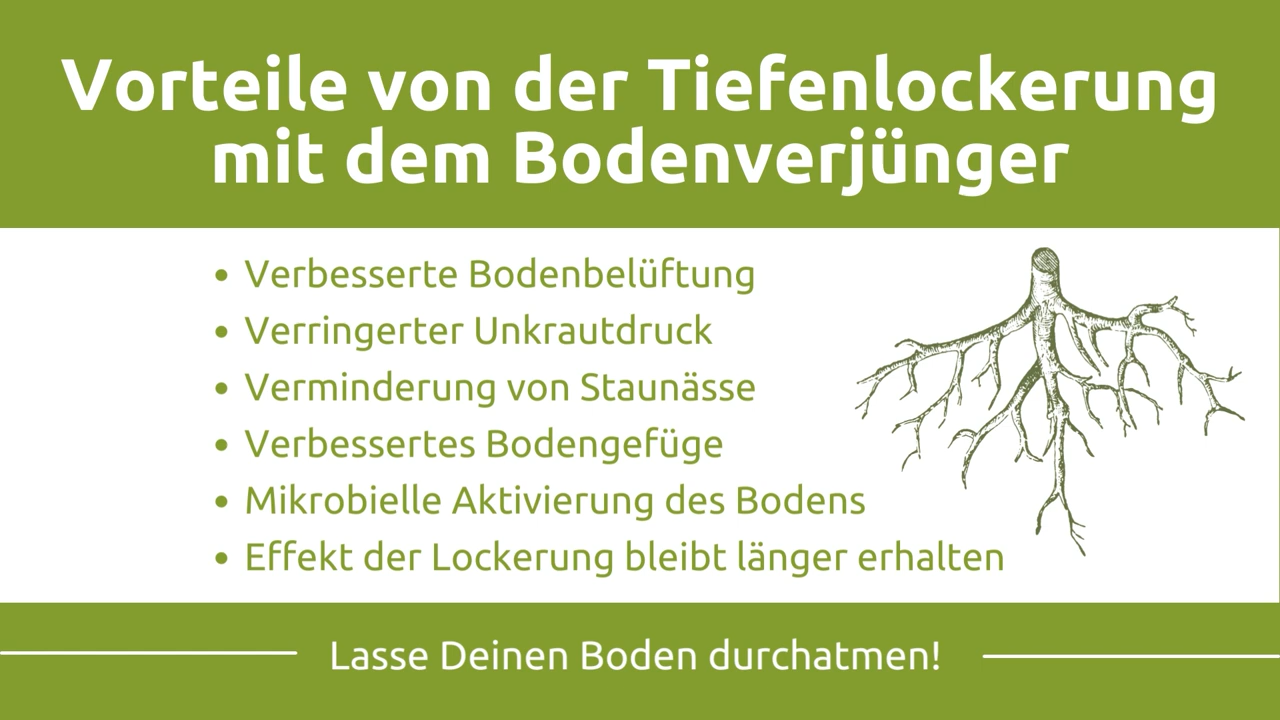 Vorteile von der Tiefenlockerung
mit dem Bodenverjünger
• Verbesserte Bodenbelüftung
• Verringerter Unkrautdruck
• Verminderung von Staunässe
• Verbessertes Bodengefüge
• Mikrobielle Aktivierung des Bodens
• Effekt der Lockerung bleibt länger erhalten
Lasse Deinen Boden durchatmen!